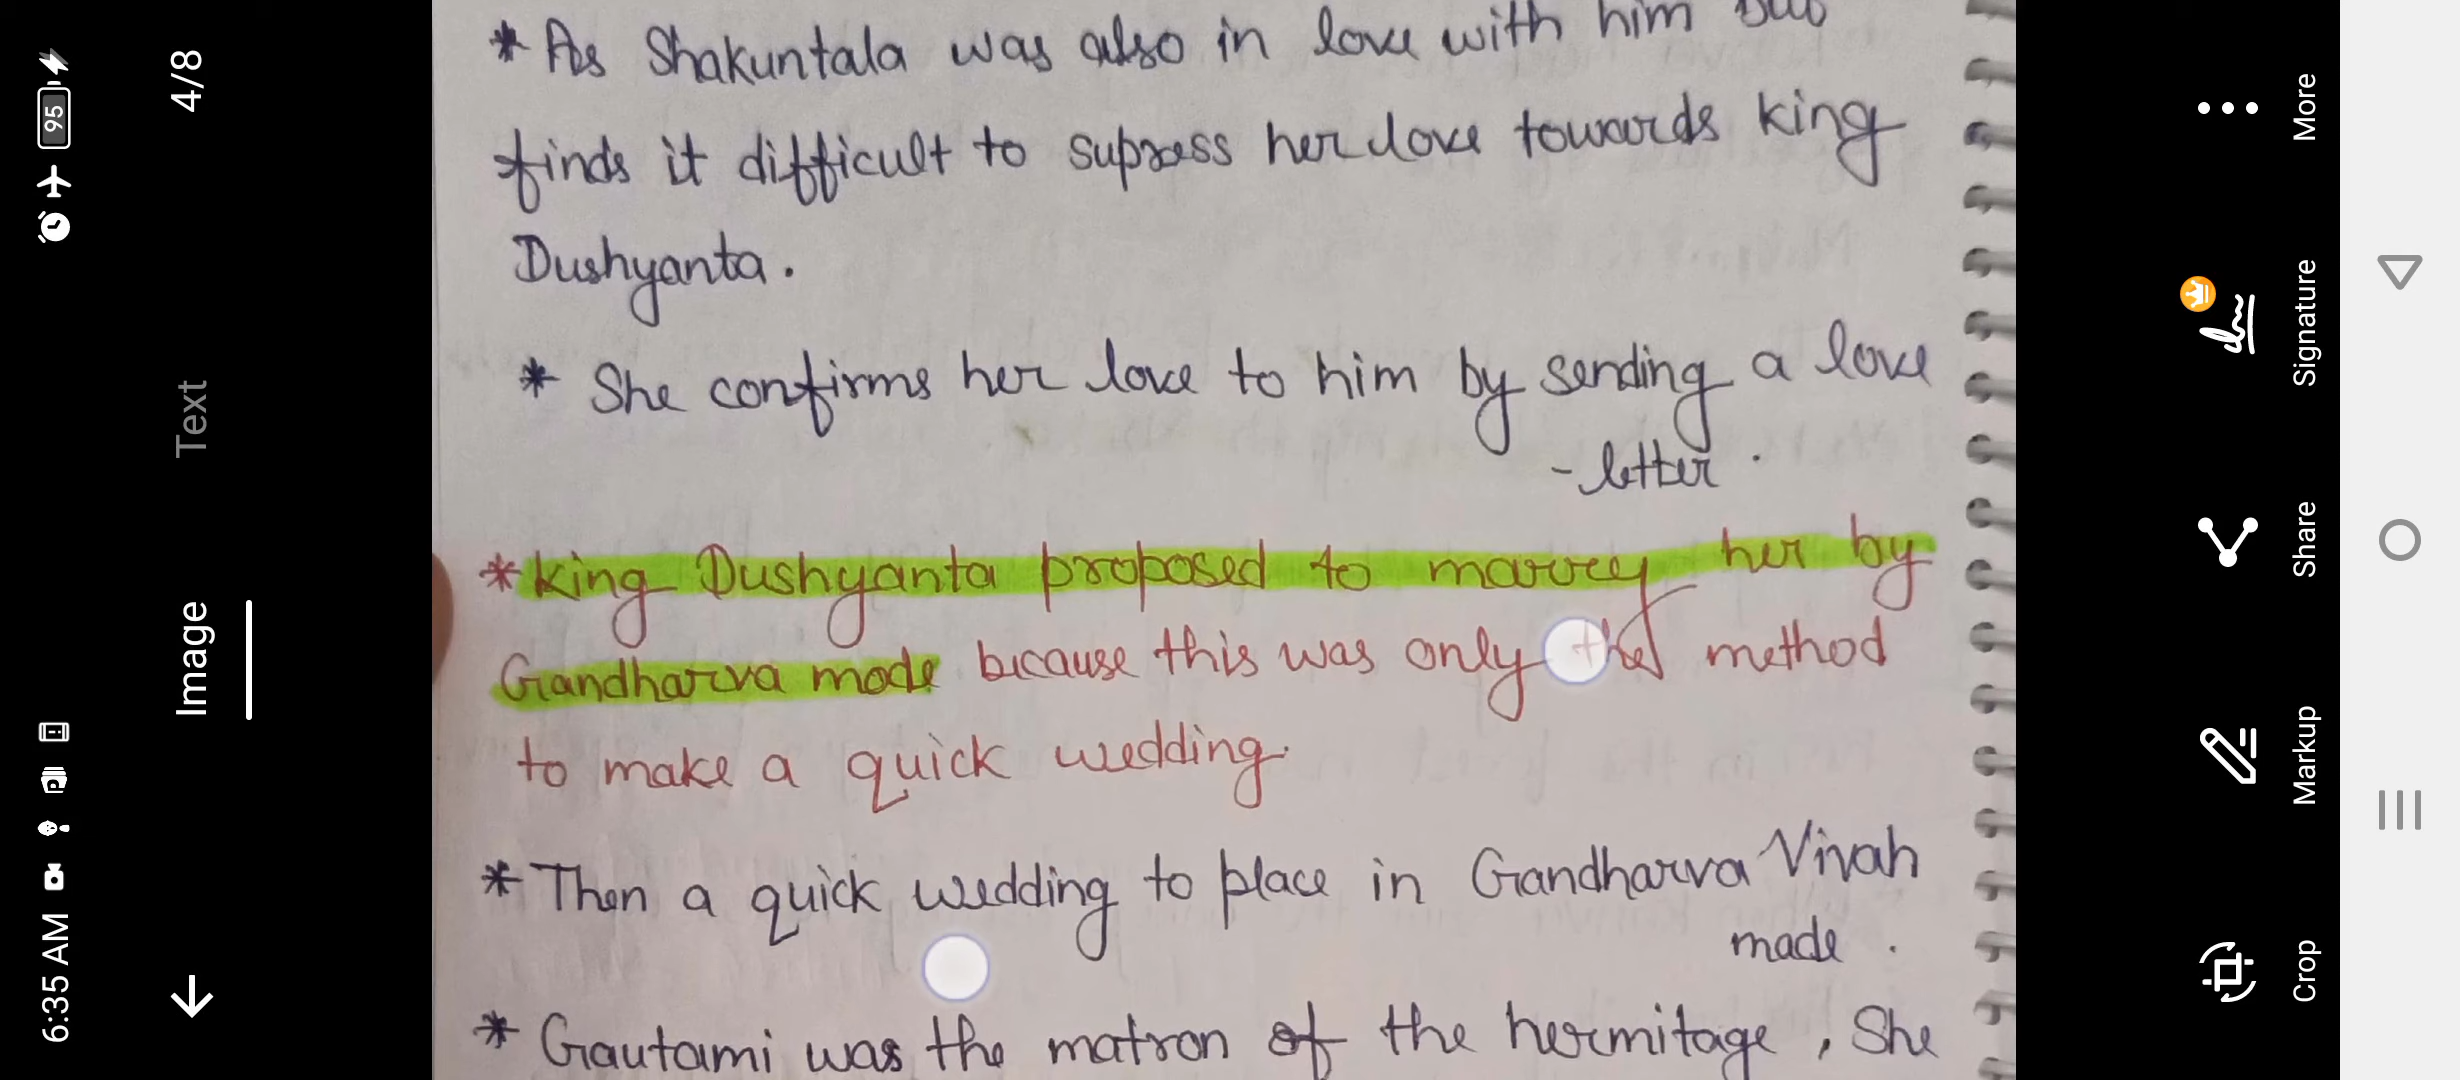 * As Shakuntala was also in love with him but
finds it difficult to supress her love towards king
Dushyanta.
* She confirms her love to him by sending a love
- letter .
* king Dushyanta proposed to marrey her by
Gandharva mode because this was only the method
to make a quick wedding.
* Then a quick wedding to place in Gandharva Vivah
made .
* Gautami was the matron of the hermitage , She
6:35 AM
95
Image
Text
4/8
More
Signature
Share
Markup
Crop